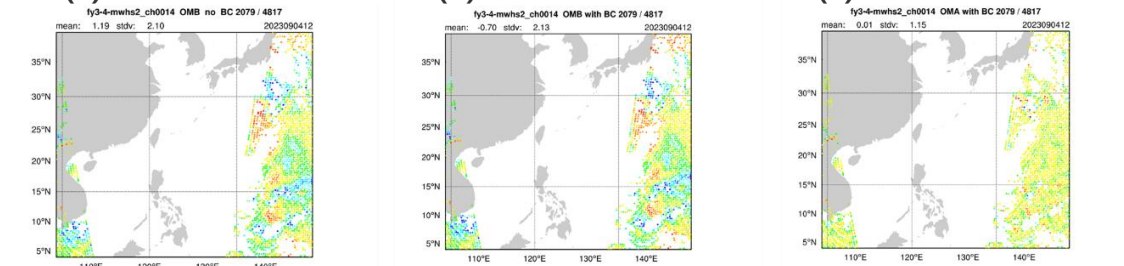 fy3-4-mwhs2_ch0014 OMB no BC 2079 / 4817
mean: 1.19 stdv: 2.10 2023090412
35°N
30°N
25°N
20°N
15°N
10°N
5°N
fy3-4-mwhs2_ch0014 OMB with BC 2079 / 4817
mean: -0.70 stdv: 2.13 2023090412
35°N
30°N
25°N
20°N
15°N
10°N
5°N
110°E 120°E 130°E 140°E
fy3-4-mwhs2_ch0014 OMA with BC 2079 / 4817
mean: 0.01 stdv: 1.15 2023090412
35°N
30°N
25°N
20°N
15°N
10°N
5°N
110°E 120°E 130°E 140°E